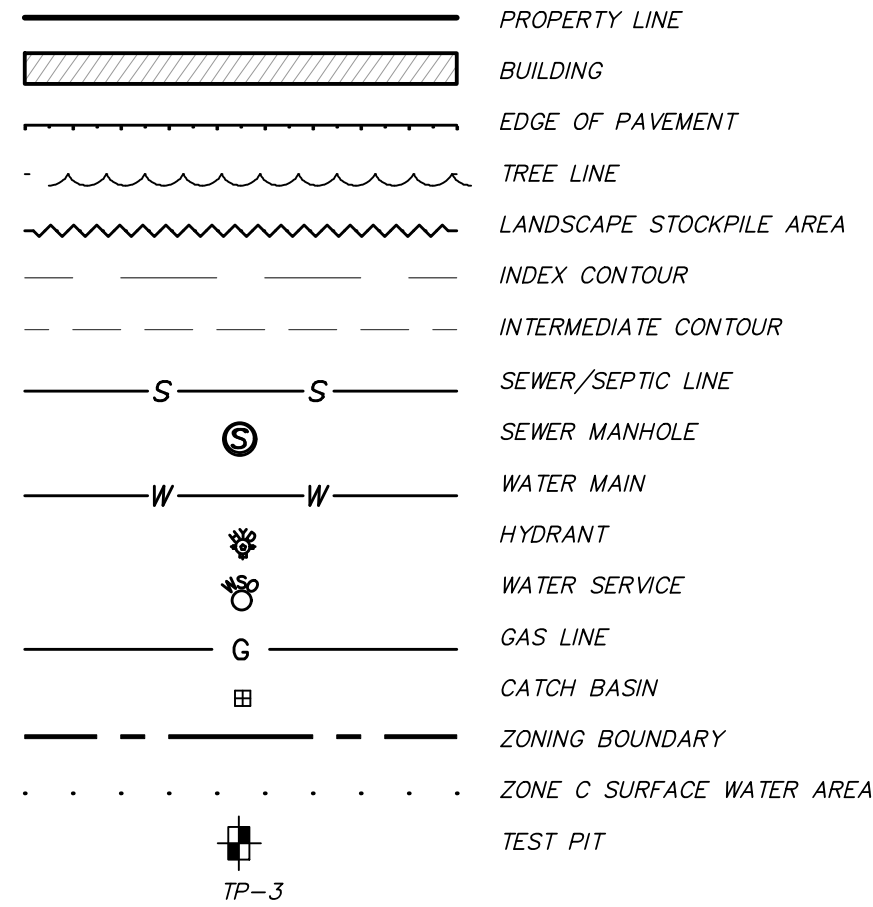 PROPERTY LINE
BUILDING
EDGE OF PAVEMENT
TREE LINE
LANDSCAPE STOCKPILE AREA
INDEX CONTOUR
INTERMEDIATE CONTOUR
S S SEWER/SEPTIC LINE
S SEWER MANHOLE
W W WATER MAIN
HYD HYDRANT
WSO WATER SERVICE
G GAS LINE
CATCH BASIN
ZONING BOUNDARY
ZONE C SURFACE WATER AREA
TEST PIT
TP-3